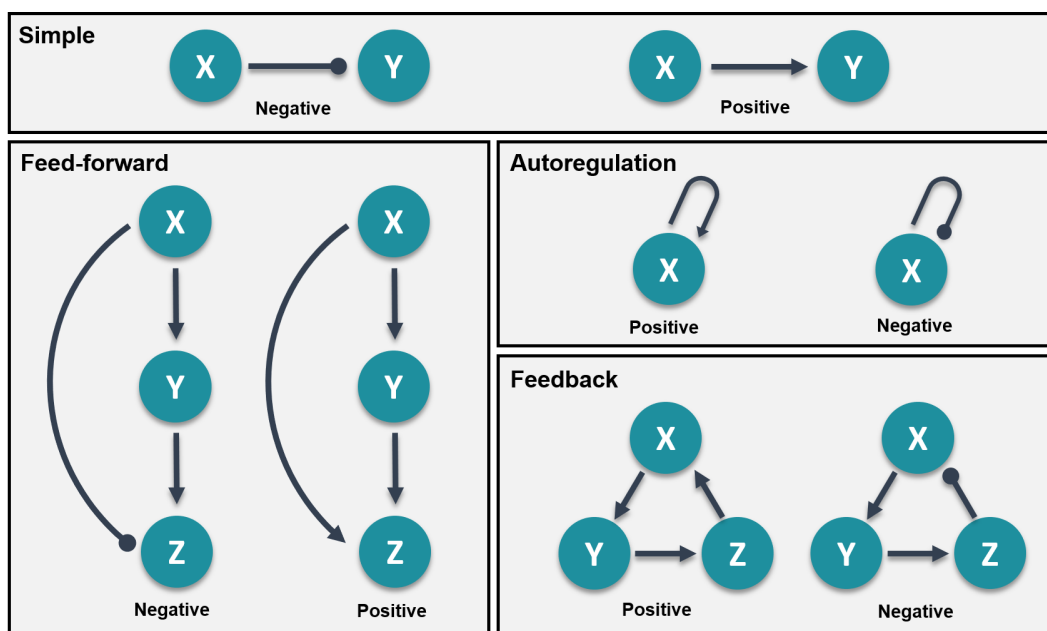 Simple
X
Y
X
Y
Negative
Positive
Feed-forward
X
X
Y
Y
Z
Z
Negative
Positive
Autoregulation
X
X
Positive
Negative
Feedback
X
X
Y
Z
Y
Z
Positive
Negative